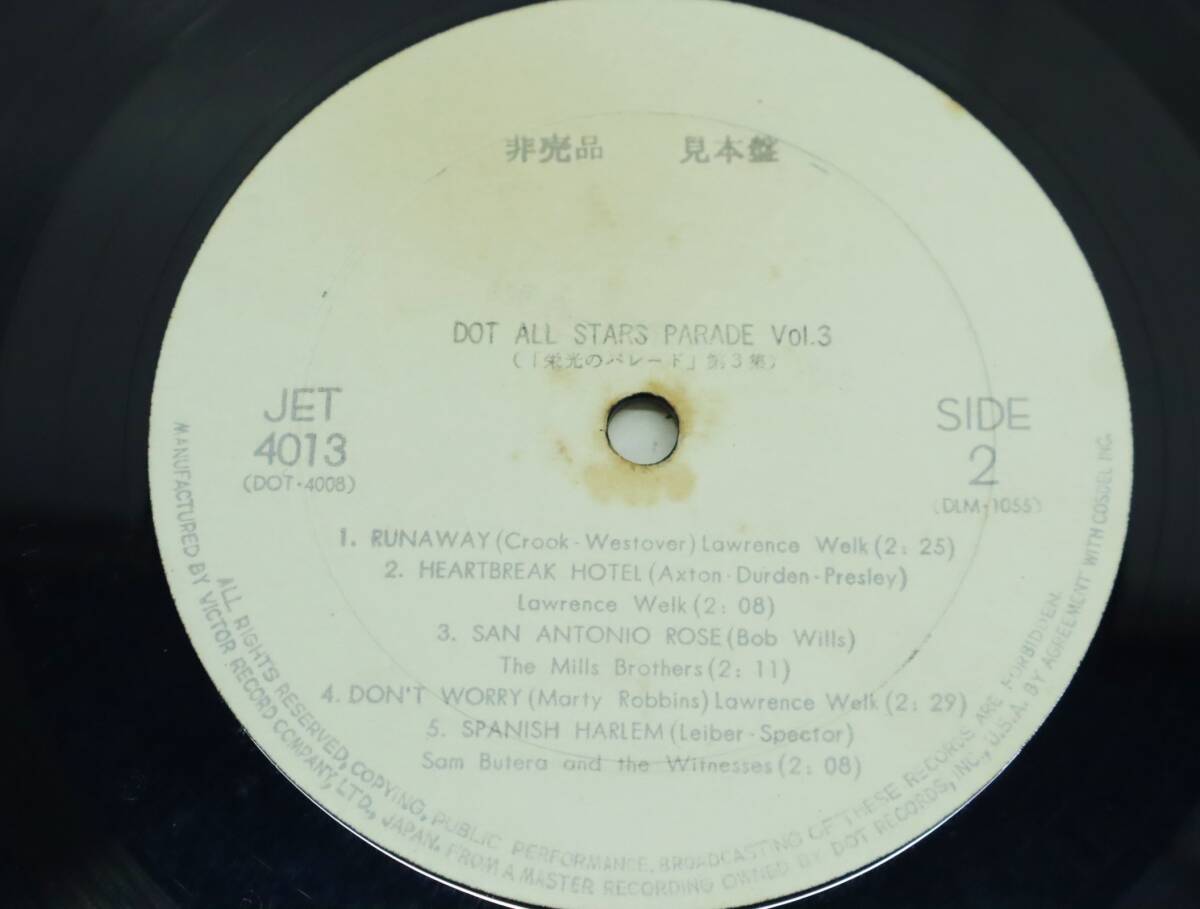 非売品 見本盤
DOT ALL STARS PARADE Vol.3
(「栄光のパレード」第3集)
JET
4013
(DOT-4008)
SIDE
2
(DLM-1055)
1. RUNAWAY (Crook-Westover) Lawrence Welk (2:25)
2. HEARTBREAK HOTEL (Axton-Durden-Presley)
Lawrence Welk (2:08)
3. SAN ANTONIO ROSE (Bob Wills)
The Mills Brothers (2:11)
4. DON'T WORRY (Marty Robbins) Lawrence Welk (2:29)
5. SPANISH HARLEM (Leiber-Spector)
Sam Butera and the Witnesses (2:08)
ALL RIGHTS RESERVED, COPYING, PUBLIC PERFORMANCE, BROADCASTING OF THESE RECORDS ARE FORBIDDEN.
MANUFACTURED BY VICTOR RECORD COMPANY, LTD., JAPAN. FROM A MASTER RECORDING OWNED BY DOT RECORDS, INC., U.S.A. BY AGREEMENT WITH COSDEL INC.